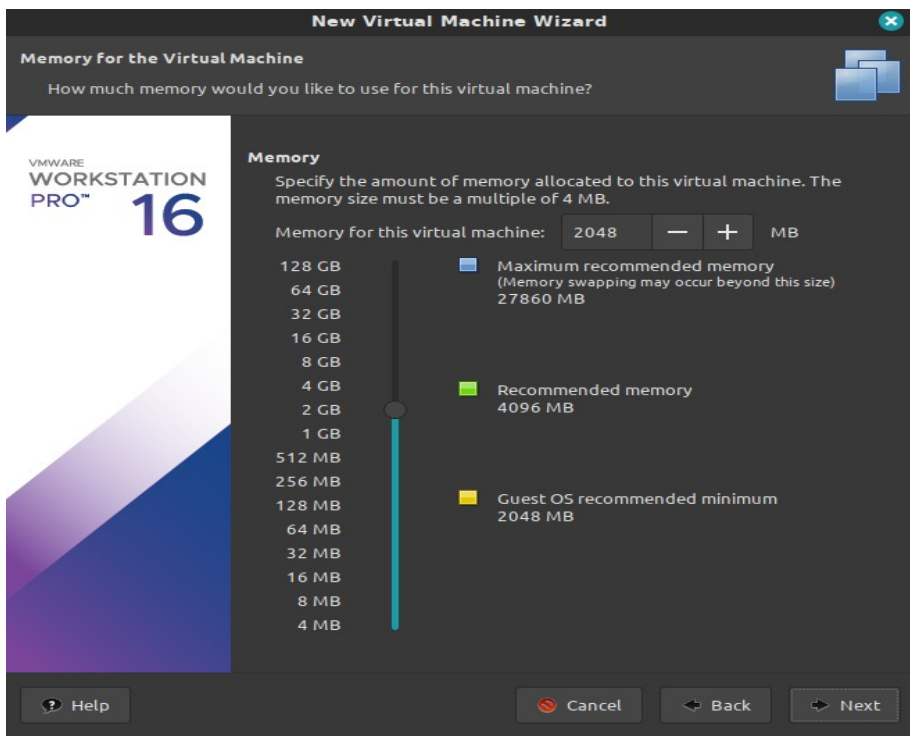 New Virtual Machine Wizard
Memory for the Virtual Machine
How much memory would you like to use for this virtual machine?
VMWARE
WORKSTATION
PRO™ 16
Memory
Specify the amount of memory allocated to this virtual machine. The
memory size must be a multiple of 4 MB.
Memory for this virtual machine: 2048 — + MB
128 GB
64 GB
32 GB
16 GB
8 GB
4 GB
2 GB
1 GB
512 MB
256 MB
128 MB
64 MB
32 MB
16 MB
8 MB
4 MB
Maximum recommended memory
(Memory swapping may occur beyond this size)
27860 MB
Recommended memory
4096 MB
Guest OS recommended minimum
2048 MB
Help Cancel Back Next